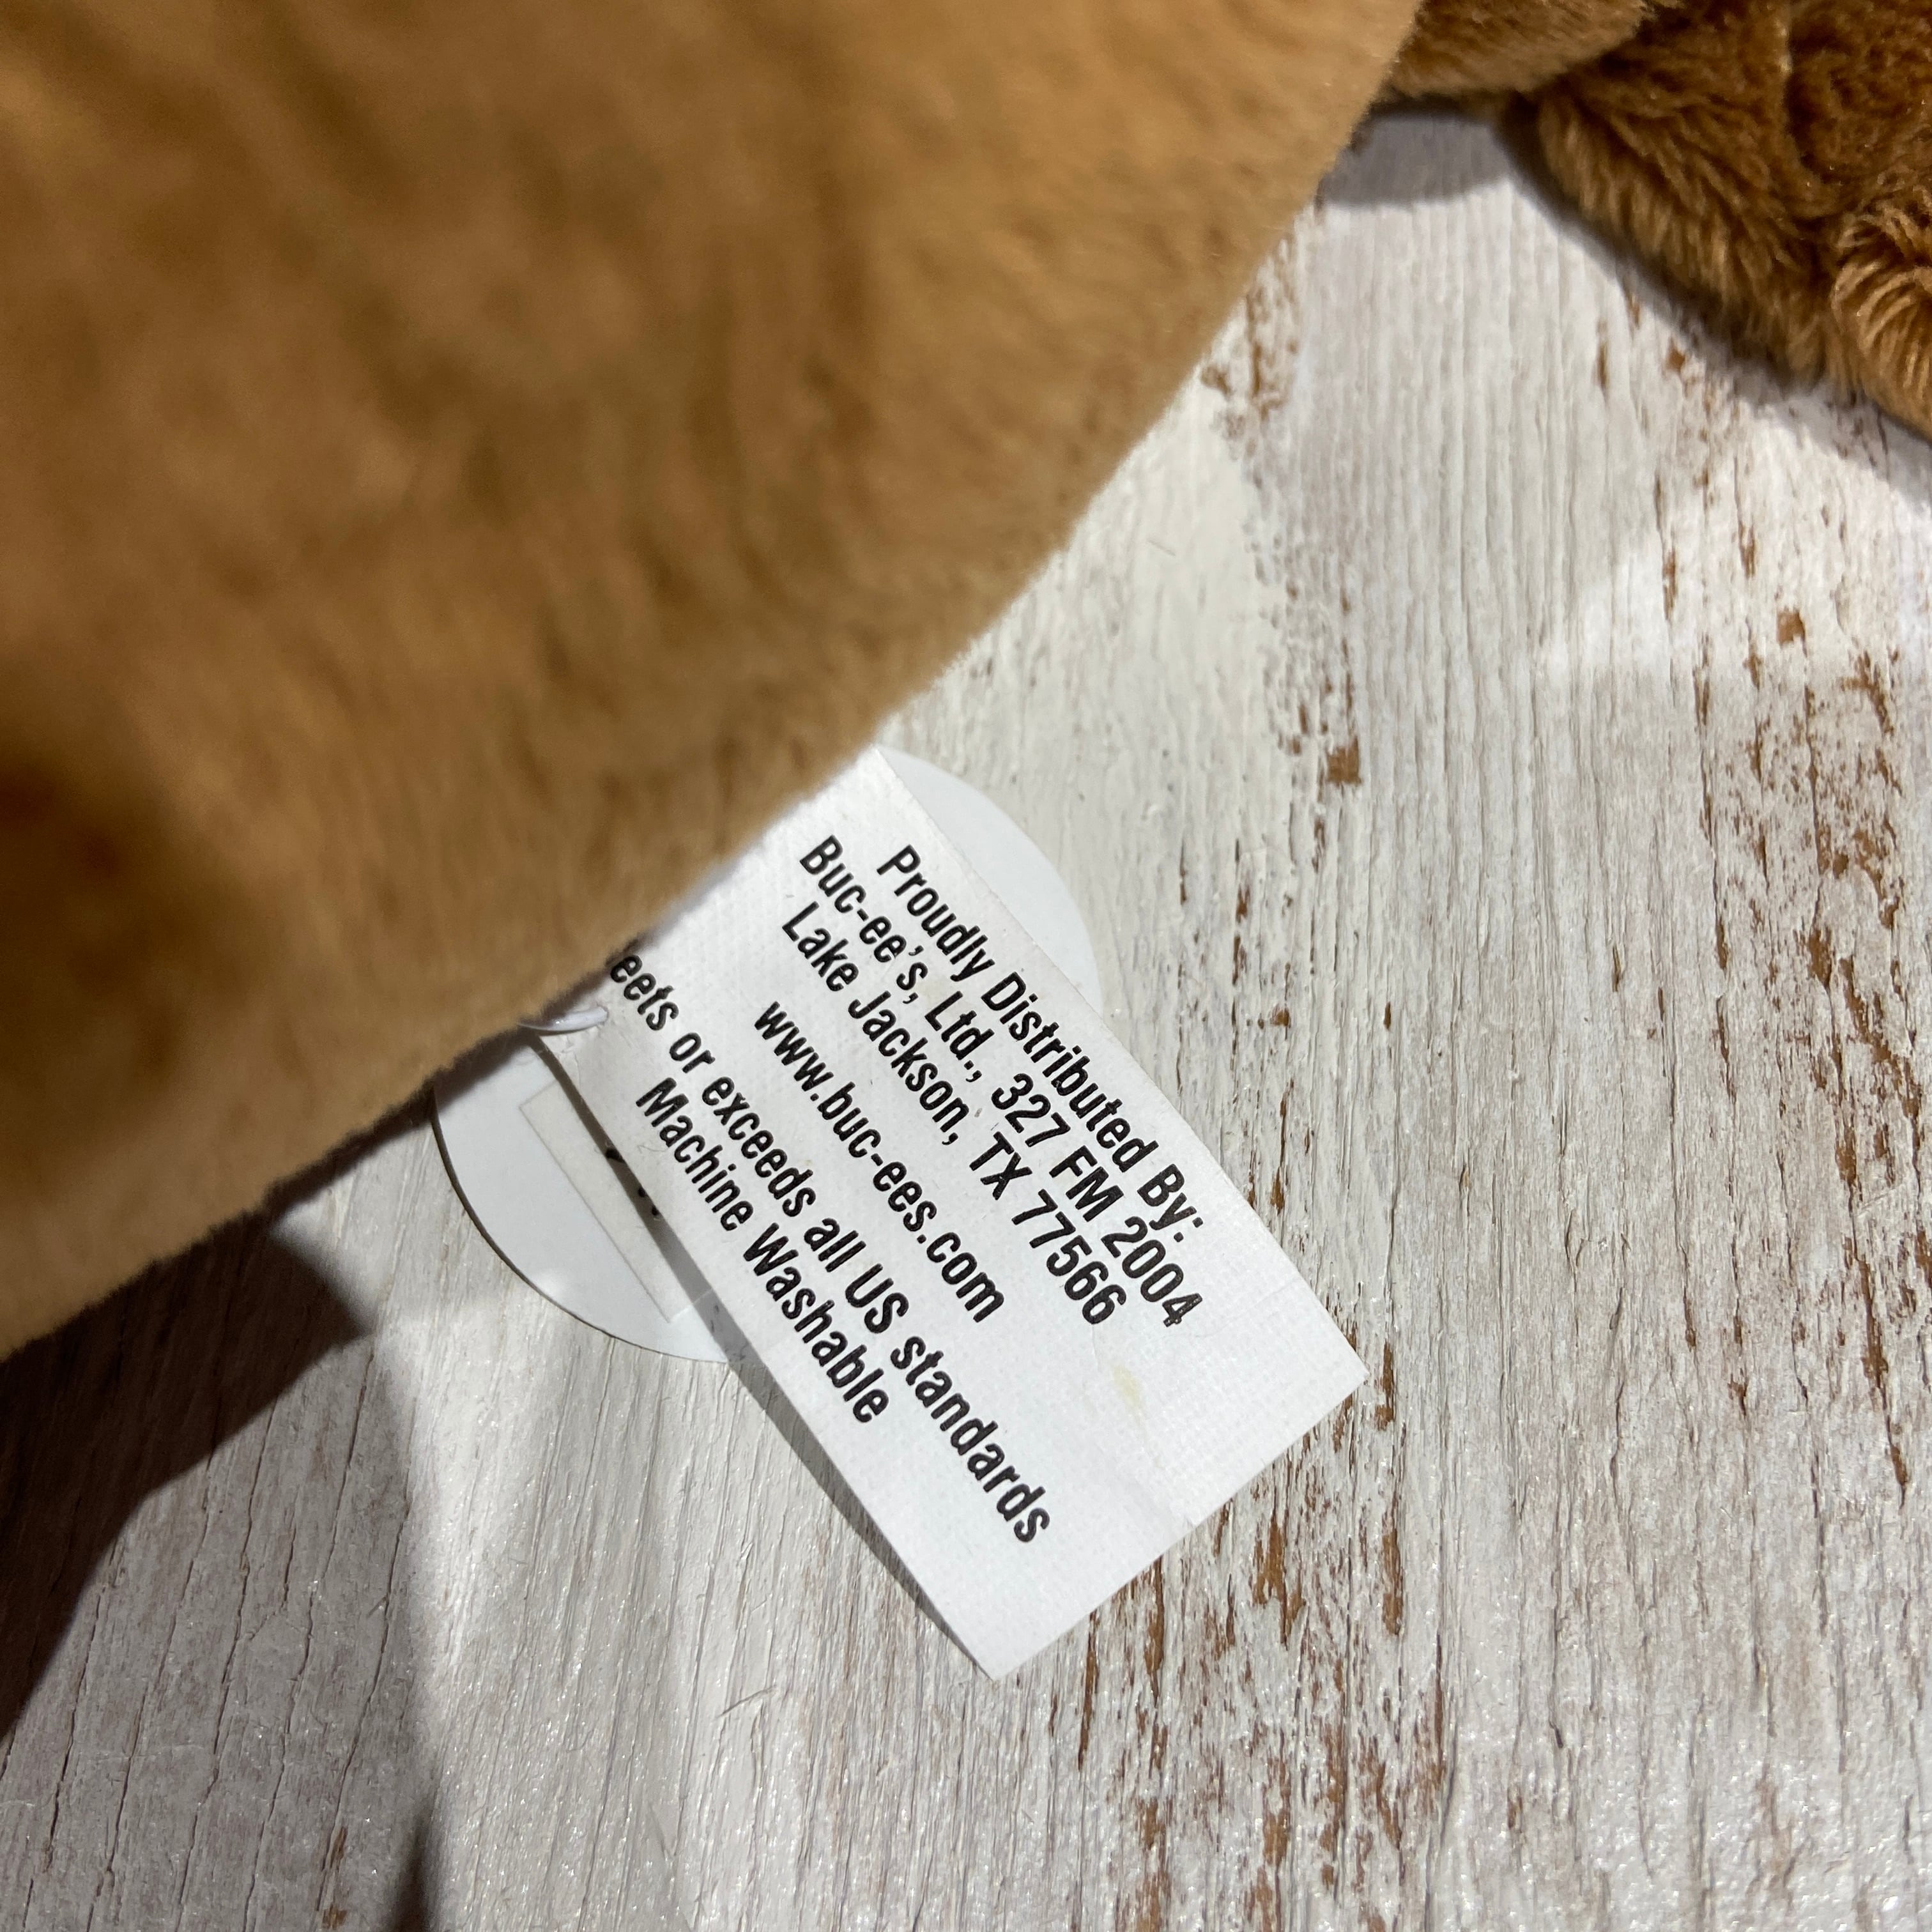 Proudly Distributed By:
Buc-ee's, Ltd., 327 FM 2004
Lake Jackson, TX 77566
www.buc-ees.com
eets or exceeds all US standards
Machine Washable